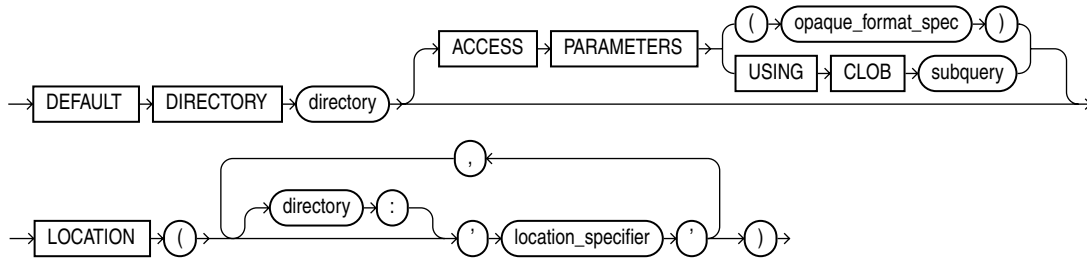 ( opaque_format_spec )
ACCESS PARAMETERS
USING CLOB subquery
DEFAULT DIRECTORY directory
,
directory :
LOCATION ( ' location_specifier ' )